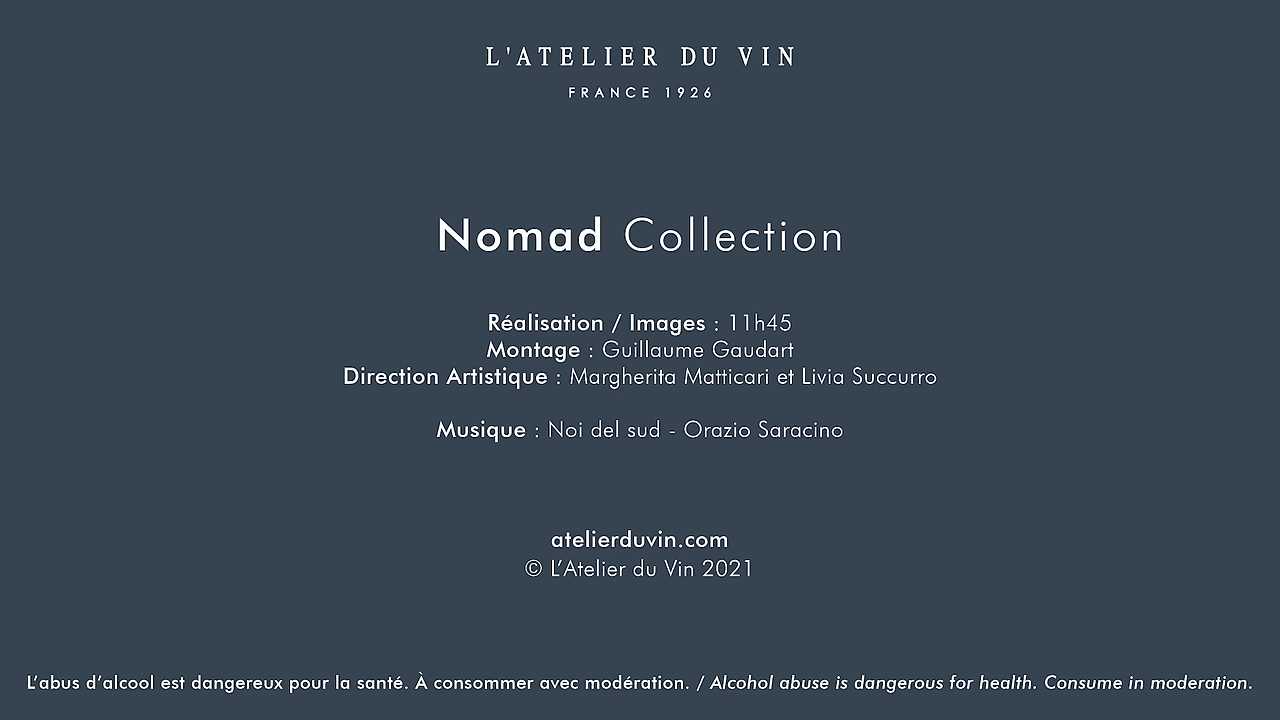 L'ATELIER DU VIN
FRANCE 1926
Nomad Collection
Réalisation / Images : 11h45
Montage : Guillaume Gaudart
Direction Artistique : Margherita Matticari et Livia Succurro
Musique : Noi del sud - Orazio Saracino
atelierduvin.com
© L’Atelier du Vin 2021
L’abus d’alcool est dangereux pour la santé. À consommer avec modération. / Alcohol abuse is dangerous for health. Consume in moderation.